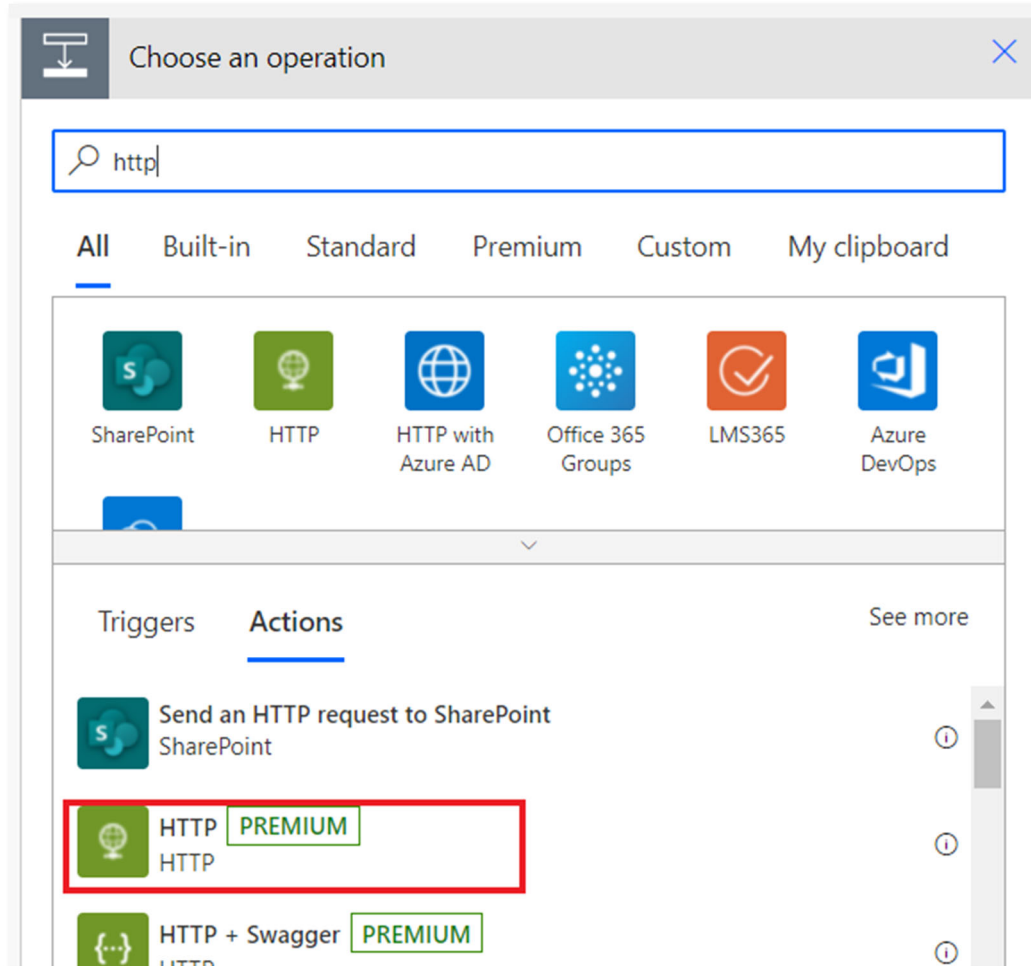 Choose an operation
http
All Built-in Standard Premium Custom My clipboard
SharePoint HTTP HTTP with Office 365 LMS365 Azure
Azure AD Groups DevOps
Triggers Actions See more
Send an HTTP request to SharePoint
SharePoint
HTTP PREMIUM
HTTP
HTTP + Swagger PREMIUM
HTTP